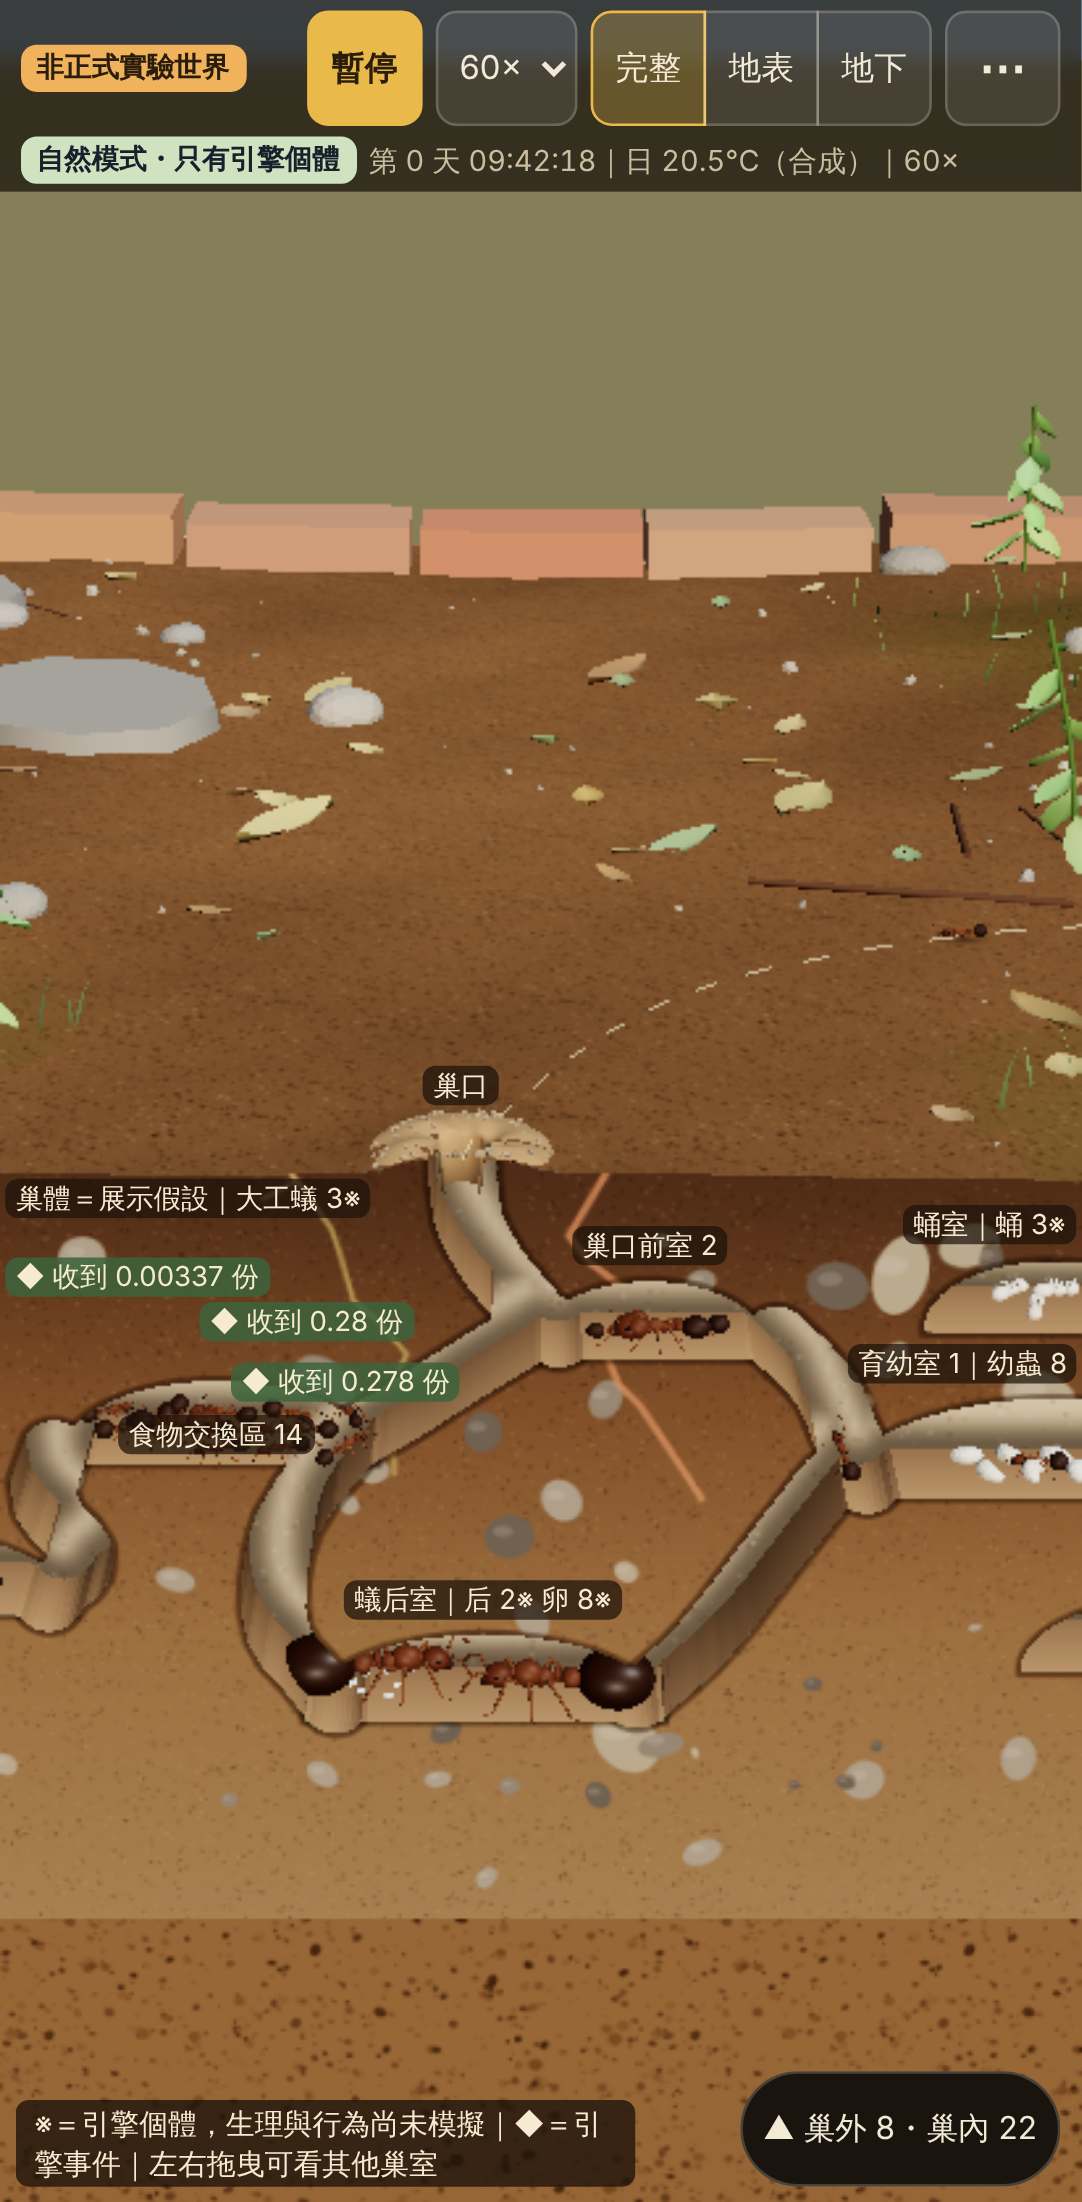 非正式實驗世界
暫停
60×
完整
地表
地下
…
自然模式・只有引擎個體
第 0 天 09:42:18｜日 20.5°C（合成）｜60×
巢口
巢體＝展示假設｜大工蟻 3※
蛹室｜蛹 3※
巢口前室 2
◆ 收到 0.00337 份
◆ 收到 0.28 份
育幼室 1｜幼蟲 8
◆ 收到 0.278 份
食物交換區 14
蟻后室｜后 2※ 卵 8※
※＝引擎個體，生理與行為尚未模擬｜◆＝引
擎事件｜左右拖曳可看其他巢室
▲ 巢外 8・巢內 22